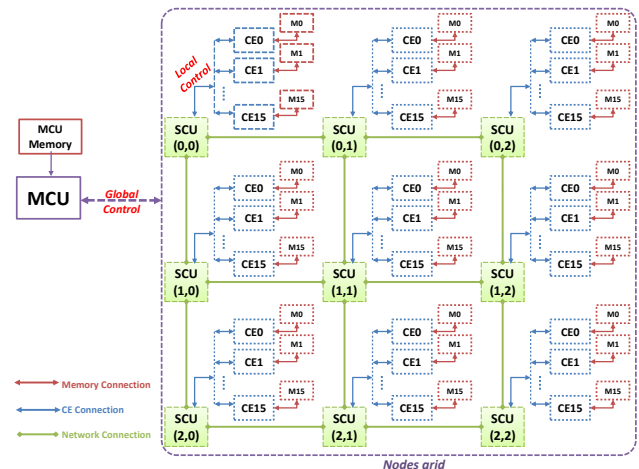 M0
M0
M0
CE0
CE0
CE0
M1
M1
M1
CE1
CE1
CE1
Local
Control
M15
M15
M15
CE15
CE15
CE15
MCU
Memory
SCU
(0,0)
SCU
(0,1)
SCU
(0,2)
MCU
Global
Control
M0
M0
M0
CE0
CE0
CE0
M1
M1
M1
CE1
CE1
CE1
M15
M15
M15
CE15
CE15
CE15
SCU
(1,0)
SCU
(1,1)
SCU
(1,2)
M0
M0
M0
CE0
CE0
CE0
M1
M1
M1
CE1
CE1
CE1
M15
M15
M15
CE15
CE15
CE15
Memory Connection
CE Connection
Network Connection
SCU
(2,0)
SCU
(2,1)
SCU
(2,2)
Nodes grid